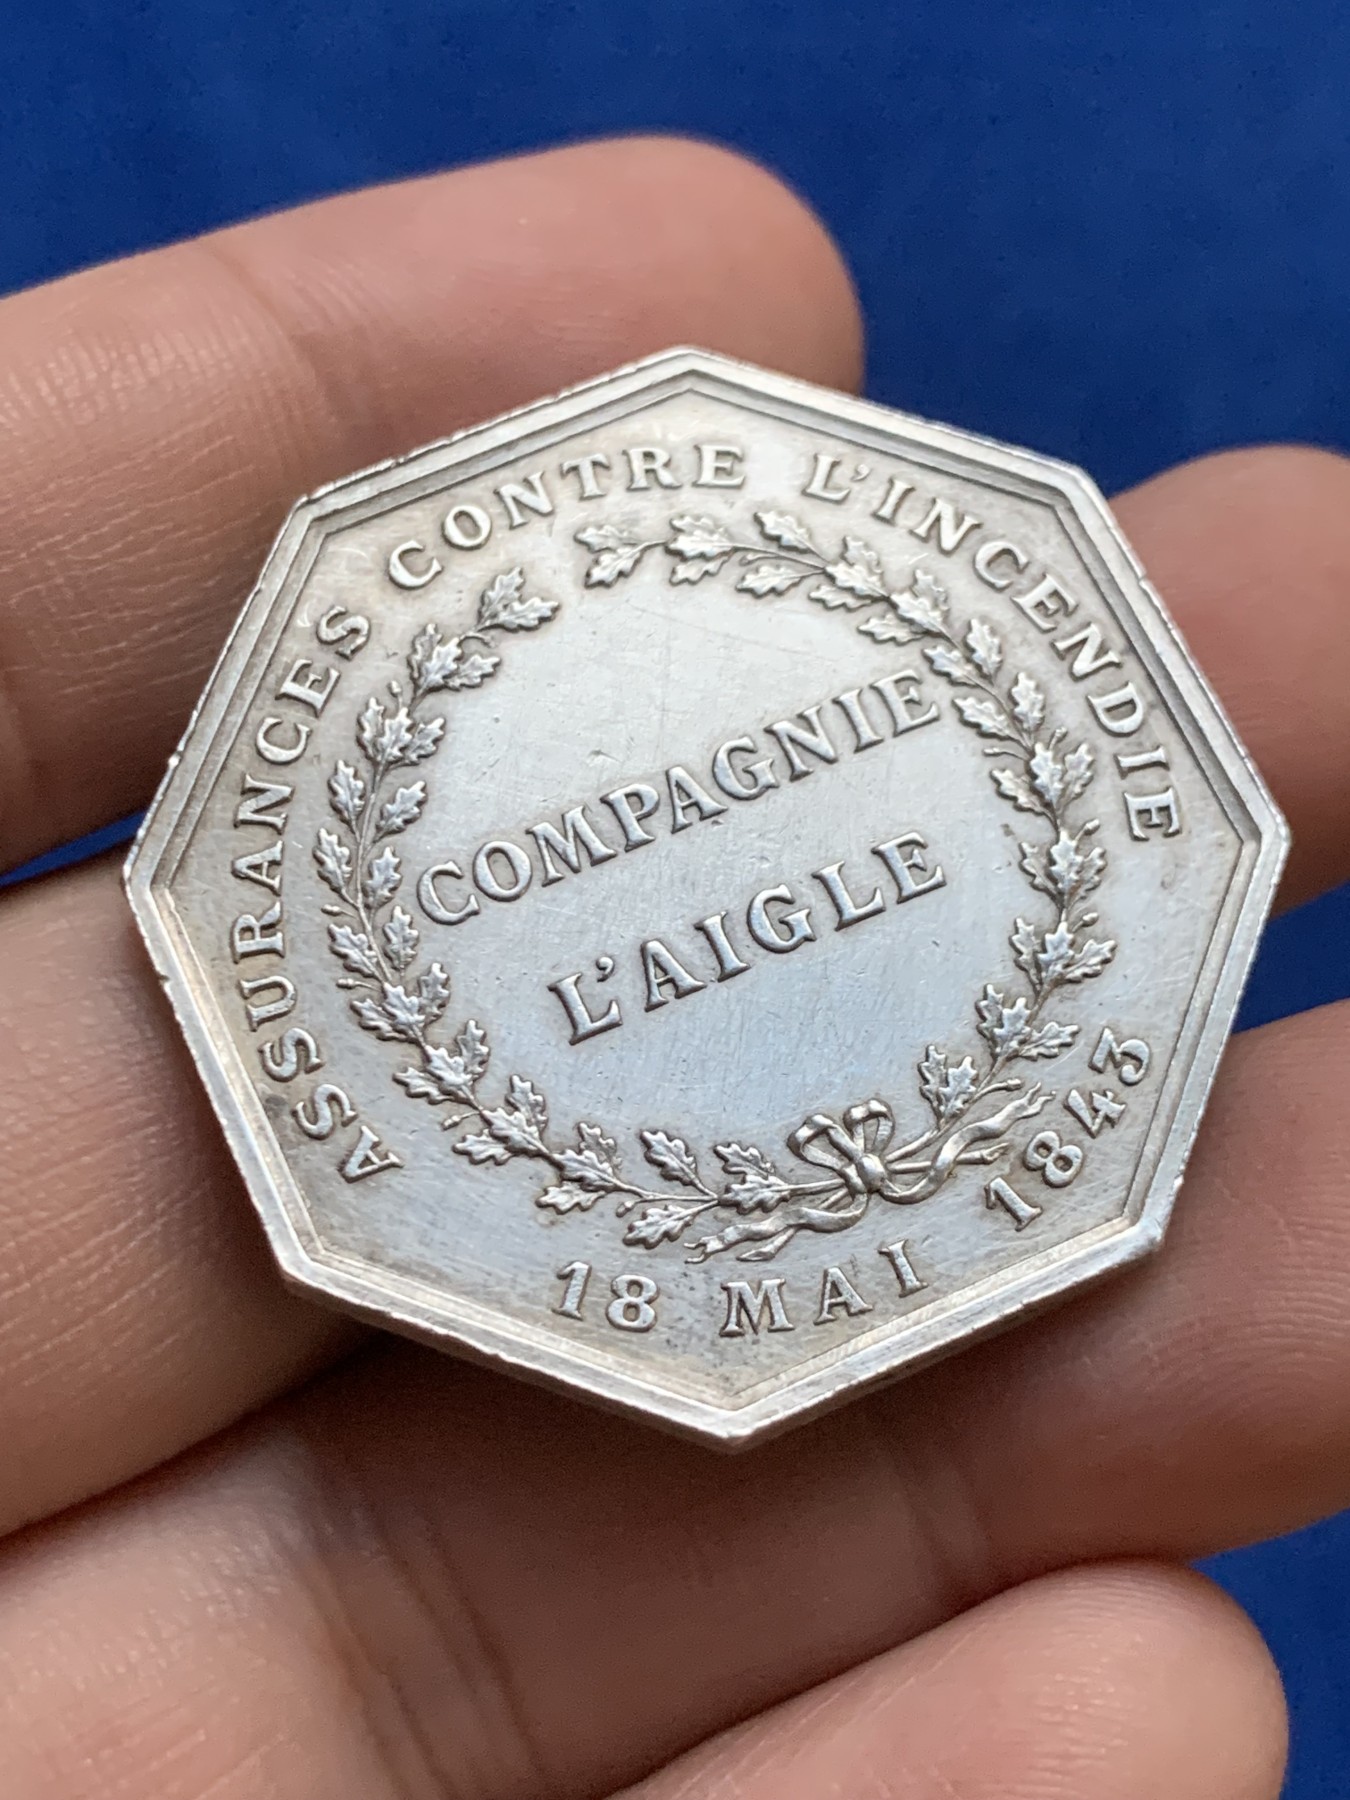 ASSURANCES CONTRE L'INCENDIE
COMPAGNIE
L'AIGLE
18 MAI 1843